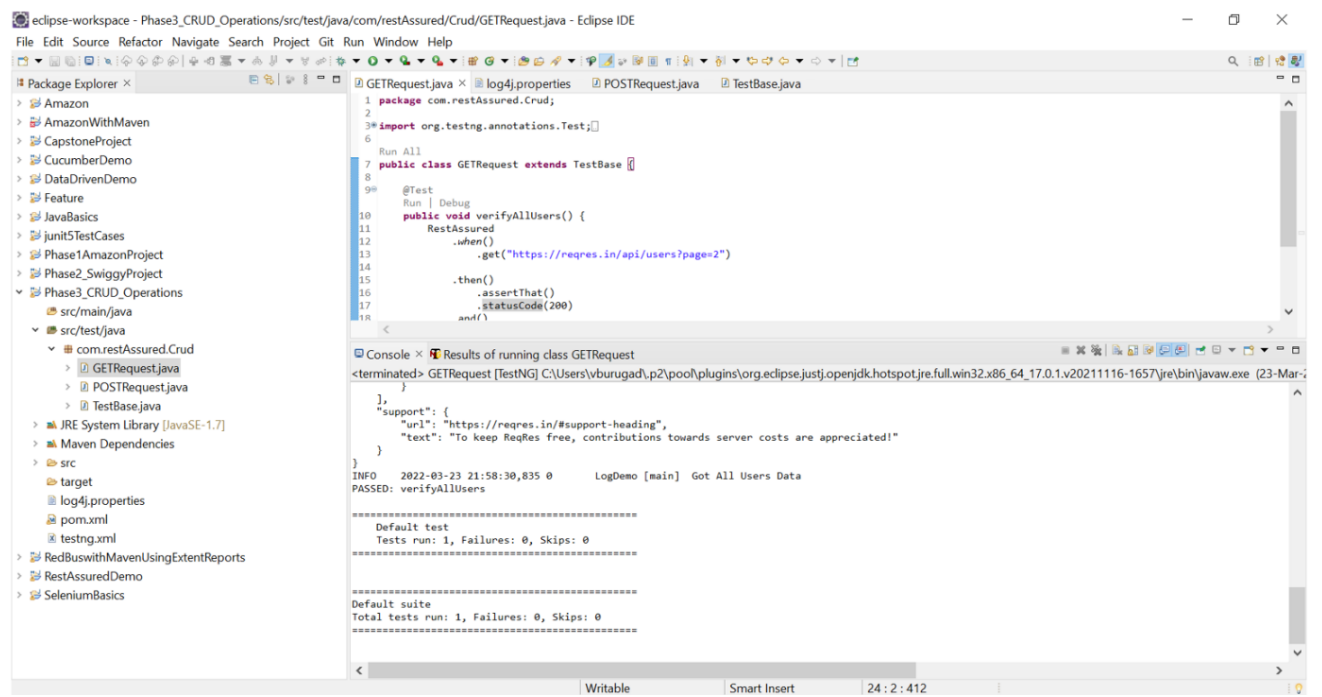 eclipse-workspace - Phase3_CRUD_Operations/src/test/java/com/restAssured/Crud/GETRequest.java - Eclipse IDE
File Edit Source Refactor Navigate Search Project Git Run Window Help
Package Explorer ×
Amazon
AmazonWithMaven
CapstoneProject
CucumberDemo
DataDrivenDemo
Feature
JavaBasics
junit5TestCases
Phase1AmazonProject
Phase2_SwiggyProject
Phase3_CRUD_Operations
src/main/java
src/test/java
com.restAssured.Crud
GETRequest.java
POSTRequest.java
TestBase.java
JRE System Library [JavaSE-1.7]
Maven Dependencies
src
target
log4j.properties
pom.xml
testng.xml
RedBuswithMavenUsingExtentReports
RestAssuredDemo
SeleniumBasics
GETRequest.java × log4j.properties POSTRequest.java TestBase.java
1 package com.restAssured.Crud;
2
3 import org.testng.annotations.Test;
6
Run All
7 public class GETRequest extends TestBase {
8
9 @Test
Run | Debug
10 public void verifyAllUsers() {
11 RestAssured
12 .when()
13 .get("https://reqres.in/api/users?page=2")
14
15 .then()
16 .assertThat()
17 .statusCode(200)
18 and()
Console × Results of running class GETRequest
<terminated> GETRequest [TestNG] C:\Users\vburugad\.p2\pool\plugins\org.eclipse.justj.openjdk.hotspot.jre.full.win32.x86_64_17.0.1.v20211116-1657\jre\bin\javaw.exe (23-Mar-2
}
],
"support": {
"url": "https://reqres.in/#support-heading",
"text": "To keep ReqRes free, contributions towards server costs are appreciated!"
}
}
INFO 2022-03-23 21:58:30,835 0 LogDemo [main] Got All Users Data
PASSED: verifyAllUsers
===============================================
Default test
Tests run: 1, Failures: 0, Skips: 0
===============================================
===============================================
Default suite
Total tests run: 1, Failures: 0, Skips: 0
===============================================
Writable Smart Insert 24 : 2 : 412